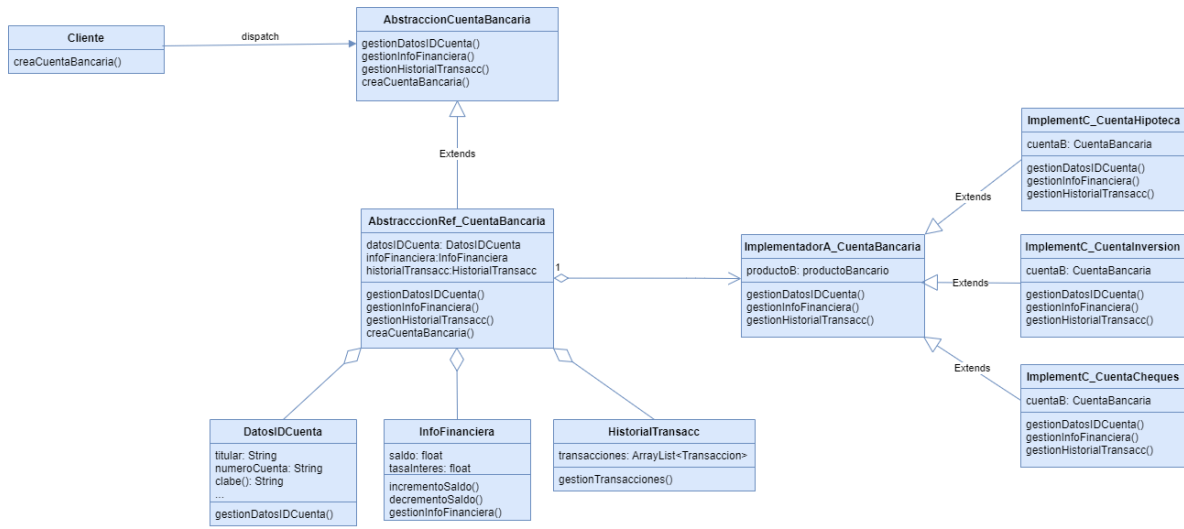 Cliente
creaCuentaBancaria()
dispatch
AbstraccionCuentaBancaria
gestionDatosIDCuenta()
gestionInfoFinanciera()
gestionHistorialTransacc()
creaCuentaBancaria()
Extends
AbstracccionRef_CuentaBancaria
datosIDCuenta: DatosIDCuenta
infoFinanciera:InfoFinanciera
historialTransacc:HistorialTransacc
gestionDatosIDCuenta()
gestionInfoFinanciera()
gestionHistorialTransacc()
creaCuentaBancaria()
1
DatosIDCuenta
titular: String
numeroCuenta: String
clabe(): String
...
gestionDatosIDCuenta()
InfoFinanciera
saldo: float
tasaInteres: float
incrementoSaldo()
decrementoSaldo()
gestionInfoFinanciera()
HistorialTransacc
transacciones: ArrayList<Transaccion>
gestionTransacciones()
ImplementadorA_CuentaBancaria
productoB: productoBancario
gestionDatosIDCuenta()
gestionInfoFinanciera()
gestionHistorialTransacc()
Extends
Extends
Extends
ImplementC_CuentaHipoteca
cuentaB: CuentaBancaria
gestionDatosIDCuenta()
gestionInfoFinanciera()
gestionHistorialTransacc()
ImplementC_CuentaInversion
cuentaB: CuentaBancaria
gestionDatosIDCuenta()
gestionInfoFinanciera()
gestionHistorialTransacc()
ImplementC_CuentaCheques
cuentaB: CuentaBancaria
gestionDatosIDCuenta()
gestionInfoFinanciera()
gestionHistorialTransacc()